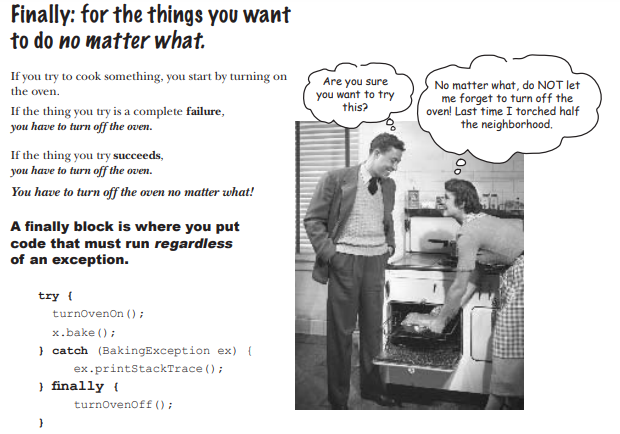 Finally: for the things you want
to do no matter what.
If you try to cook something, you start by turning on
the oven.
If the thing you try is a complete failure,
you have to turn off the oven.
If the thing you try succeeds,
you have to turn off the oven.
You have to turn off the oven no matter what!
A finally block is where you put
code that must run regardless
of an exception.
try {
turnOvenOn();
x.bake();
} catch (BakingException ex) {
ex.printStackTrace();
} finally {
turnOvenOff();
}
Are you sure
you want to try
this?
No matter what, do NOT let
me forget to turn off the
oven! Last time I torched half
the neighborhood.